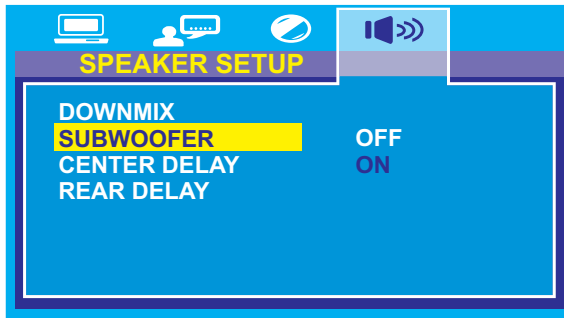 SPEAKER SETUP
DOWNMIX
SUBWOOFER OFF
CENTER DELAY ON
REAR DELAY